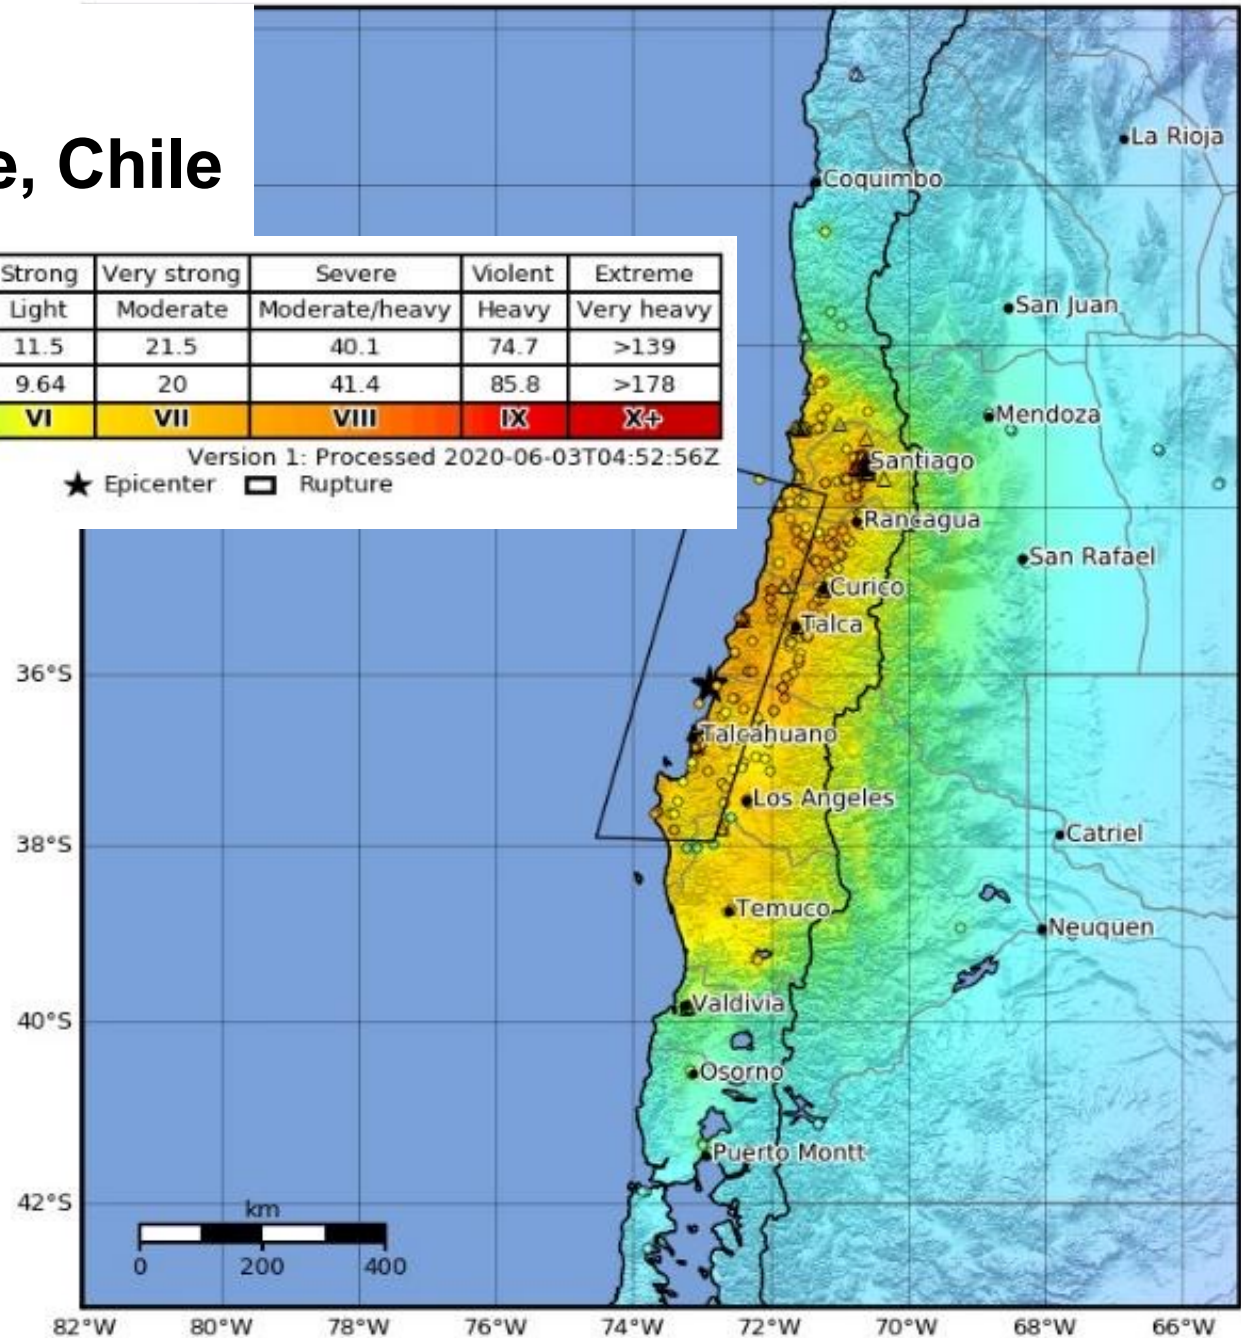 e, Chile
Strong Very strong Severe Violent Extreme
Light Moderate Moderate/heavy Heavy Very heavy
11.5 21.5 40.1 74.7 >139
9.64 20 41.4 85.8 >178
VI VII VIII IX X+
Version 1: Processed 2020-06-03T04:52:56Z
★ Epicenter Rupture
La Rioja
Coquimbo
San Juan
Mendoza
Santiago
Rancagua
San Rafael
Curico
Talca
36°S
Talcahuano
Los Angeles
Catriel
38°S
Temuco
Neuquen
Valdivia
40°S
Osorno
Puerto Montt
42°S
km
0 200 400
82°W 80°W 78°W 76°W 74°W 72°W 70°W 68°W 66°W